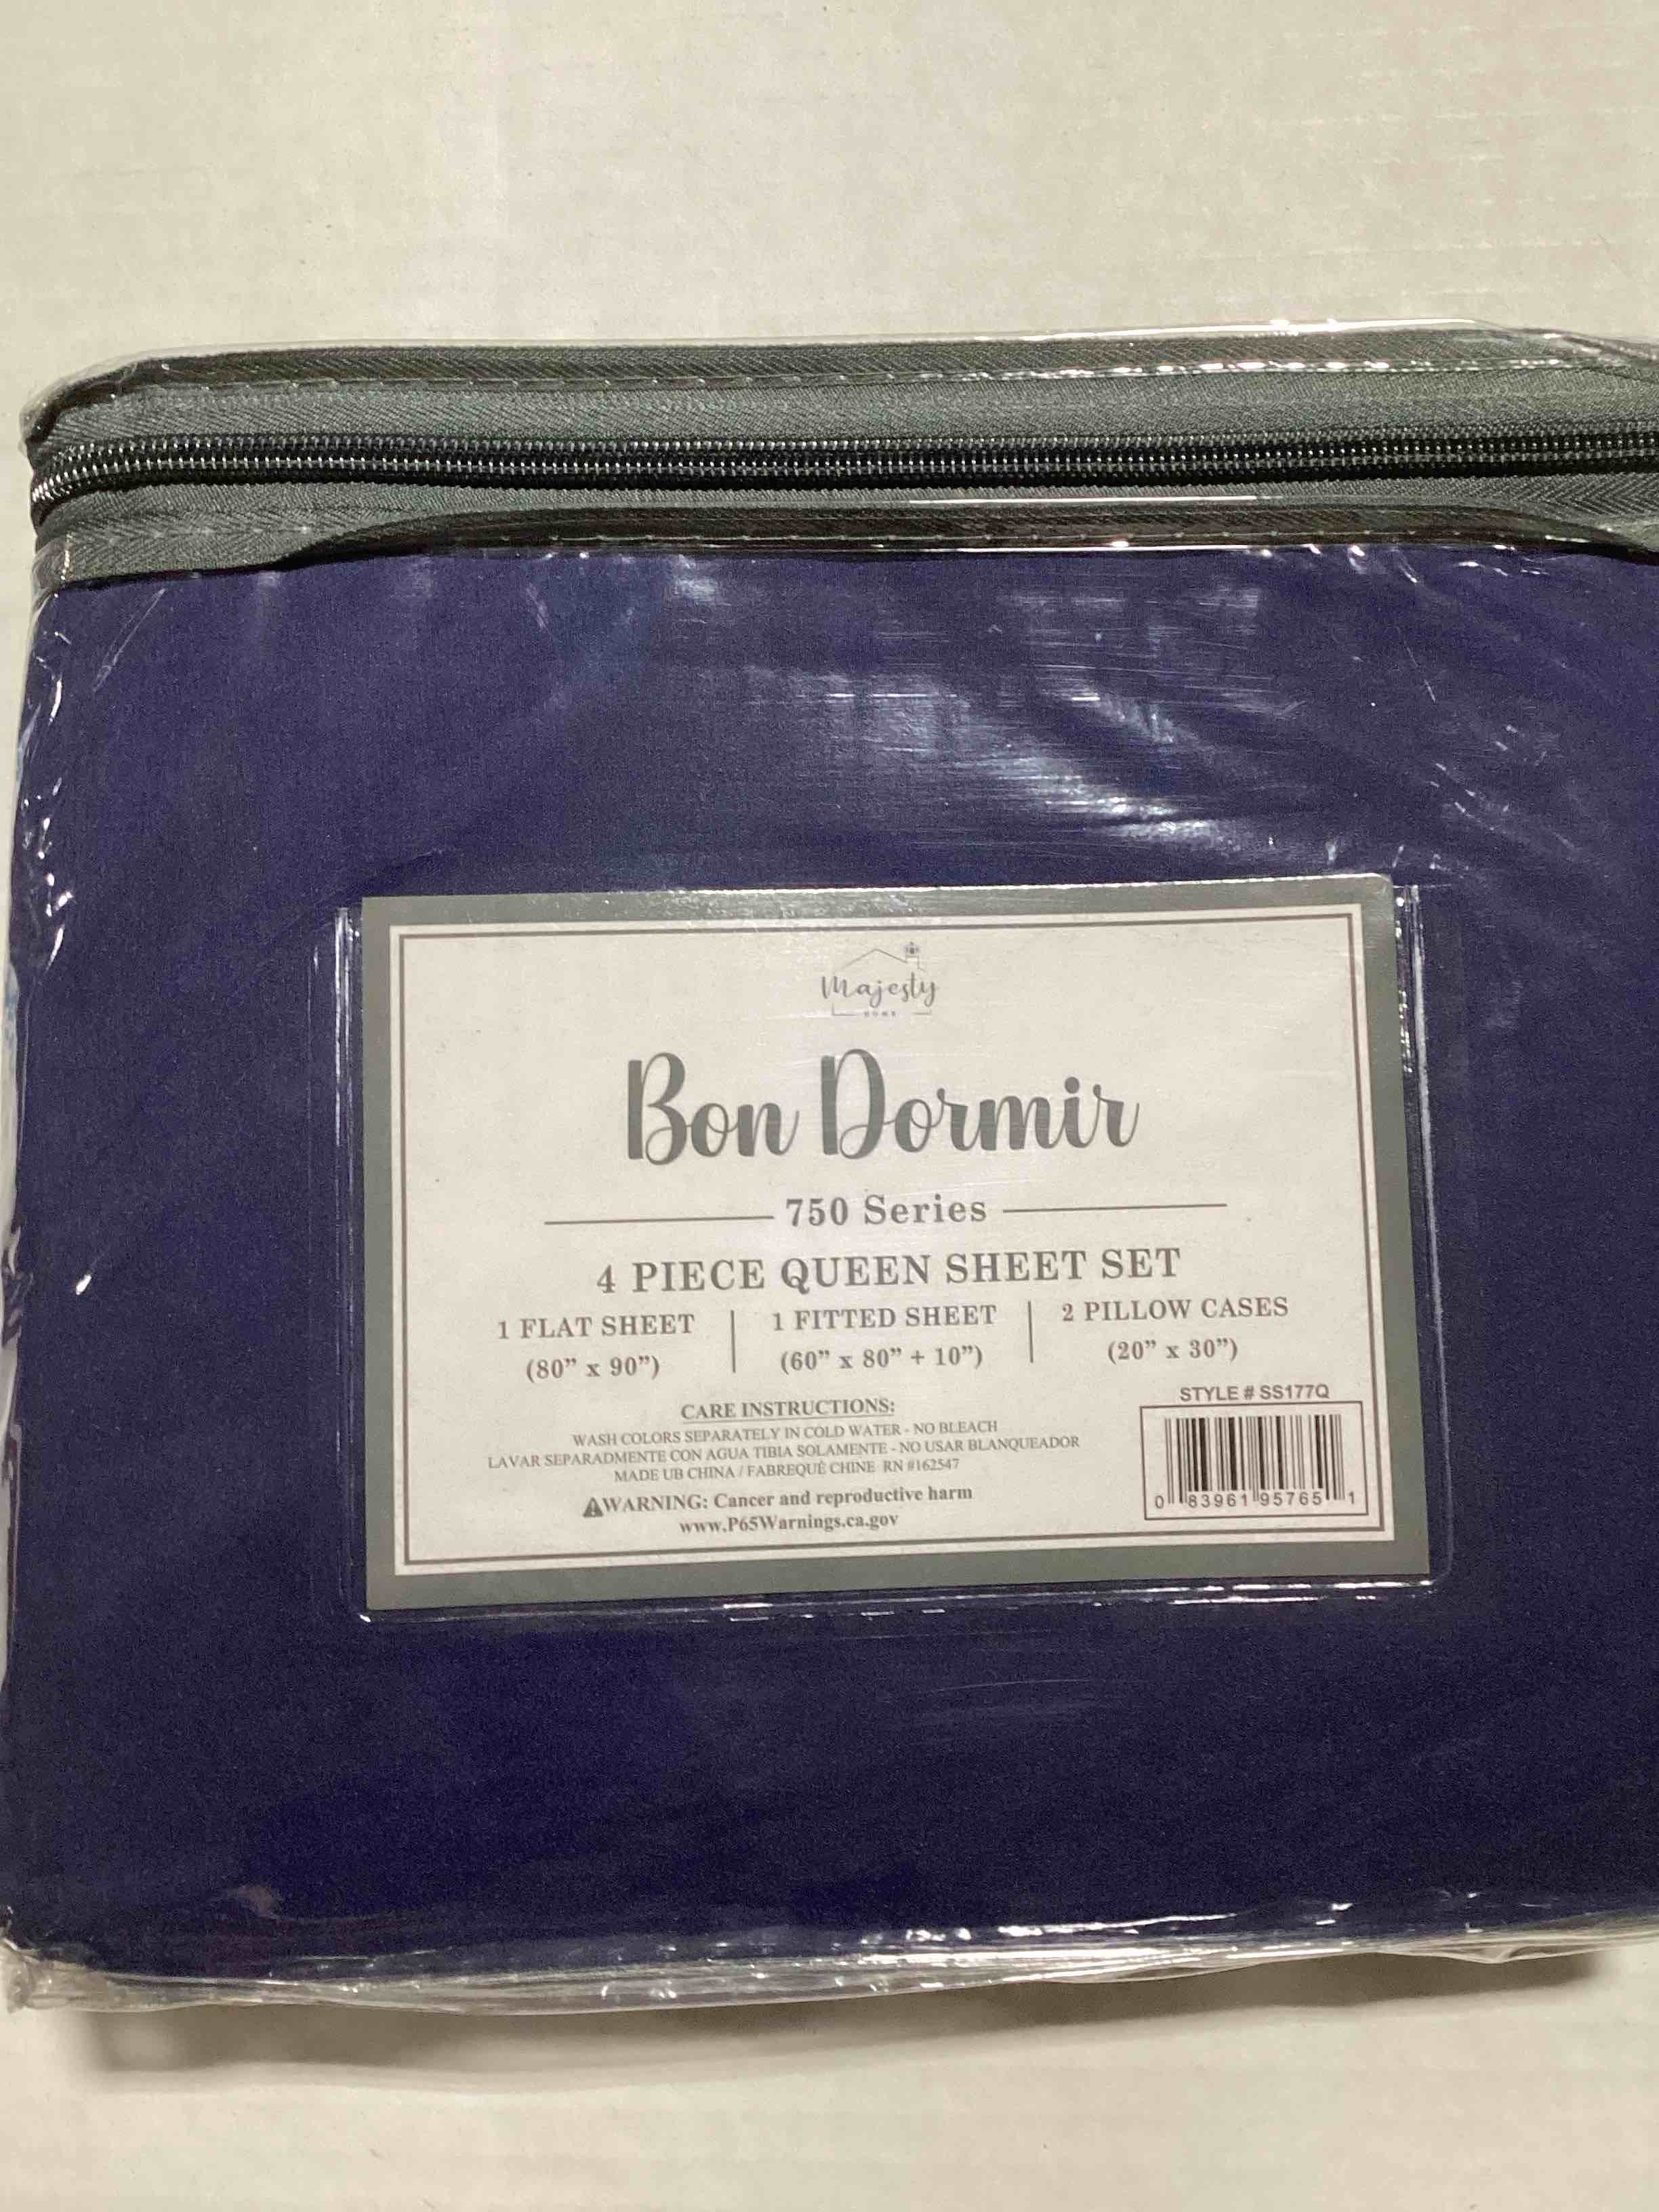 Majesty
HOME
Bon Dormir
750 Series
4 PIECE QUEEN SHEET SET
1 FLAT SHEET | 1 FITTED SHEET | 2 PILLOW CASES
(80" x 90") (60" x 80" + 10") (20" x 30")
CARE INSTRUCTIONS:
WASH COLORS SEPARATELY IN COLD WATER - NO BLEACH
LAVAR SEPARADMENTE CON AGUA TIBIA SOLAMENTE - NO USAR BLANQUEADOR
MADE UB CHINA / FABREQUÉ CHINE RN #162547
⚠WARNING: Cancer and reproductive harm
www.P65Warnings.ca.gov
STYLE # SS177Q
0 83961 95765 1